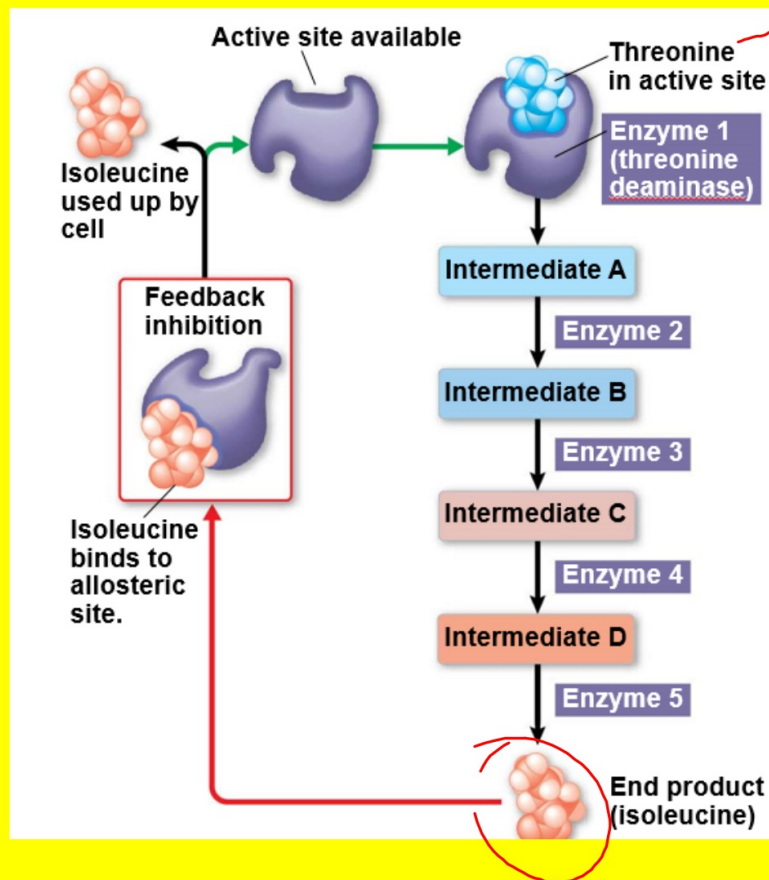 Active site available
Threonine
in active site
Isoleucine
used up by
cell
Enzyme 1
(threonine
deaminase)
Intermediate A
Feedback
inhibition
Enzyme 2
Intermediate B
Enzyme 3
Intermediate C
Isoleucine
binds to
allosteric
site.
Enzyme 4
Intermediate D
Enzyme 5
End product
(isoleucine)